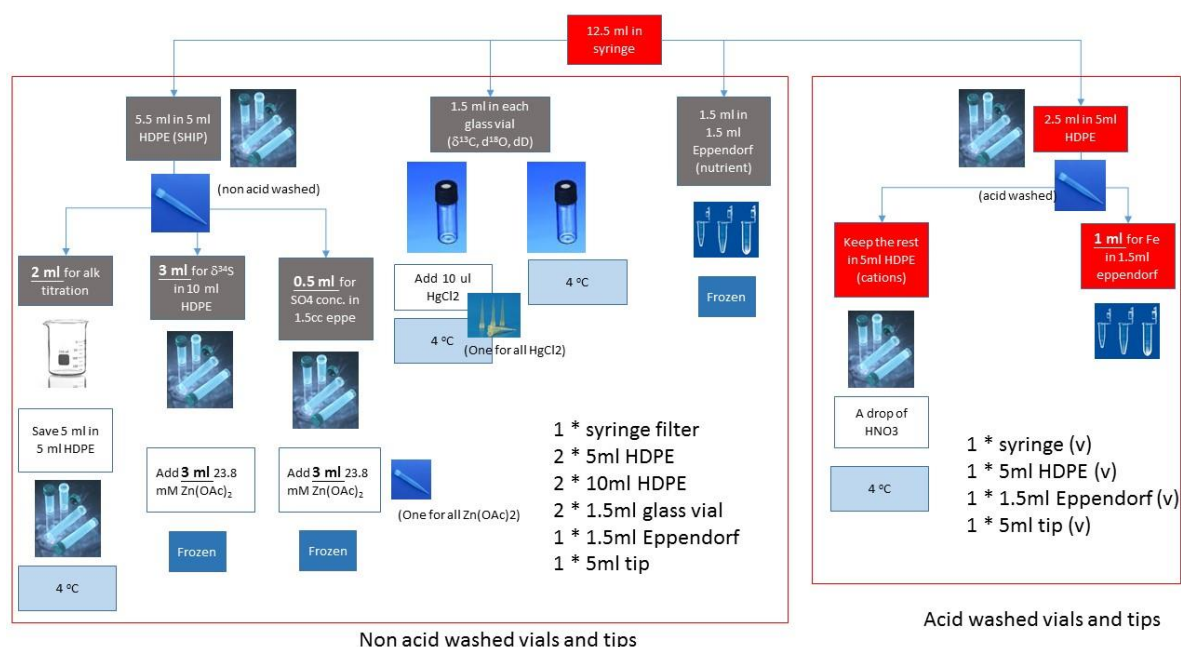 12.5 ml in
syringe
5.5 ml in 5 ml
HDPE (SHIP)
(non acid washed)
2 ml for alk
titration
Save 5 ml in
5 ml HDPE
4 ºC
3 ml for δ³⁴S
in 10 ml
HDPE
Add 3 ml 23.8
mM Zn(OAc)₂
Frozen
0.5 ml for
SO4 conc. in
1.5cc eppe
Add 3 ml 23.8
mM Zn(OAc)₂
(One for all Zn(OAc)2)
Frozen
1.5 ml in each
glass vial
(δ¹³C, d¹⁸O, dD)
Add 10 ul
HgCl2
4 ºC
(One for all HgCl2)
4 ºC
1.5 ml in
1.5 ml
Eppendorf
(nutrient)
Frozen
1 * syringe filter
2 * 5ml HDPE
2 * 10ml HDPE
2 * 1.5ml glass vial
1 * 1.5ml Eppendorf
1 * 5ml tip
Non acid washed vials and tips
2.5 ml in 5ml
HDPE
(acid washed)
Keep the rest
in 5ml HDPE
(cations)
A drop of
HNO3
4 ºC
1 ml for Fe
in 1.5ml
eppendorf
1 * syringe (v)
1 * 5ml HDPE (v)
1 * 1.5ml Eppendorf (v)
1 * 5ml tip (v)
Acid washed vials and tips